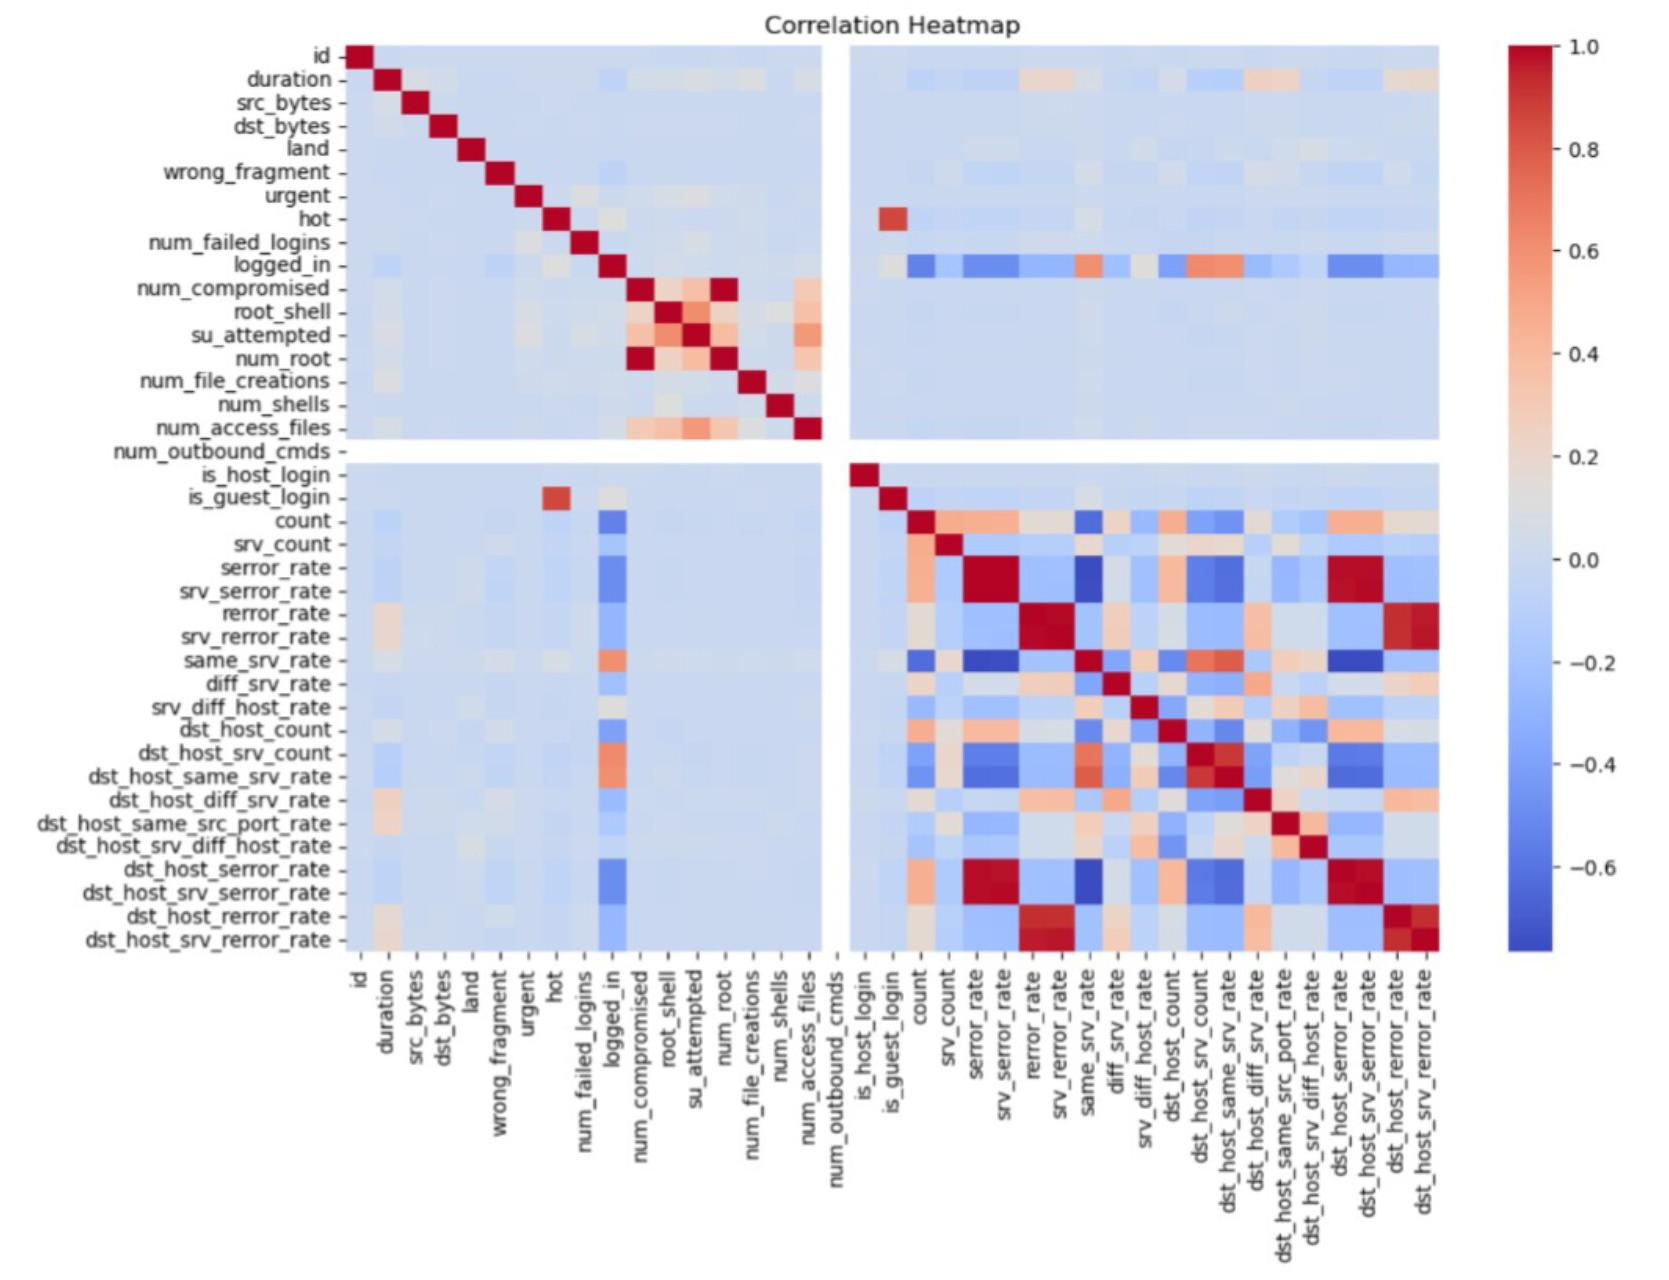 Correlation Heatmap
id
duration
src_bytes
dst_bytes
land
wrong_fragment
urgent
hot
num_failed_logins
logged_in
num_compromised
root_shell
su_attempted
num_root
num_file_creations
num_shells
num_access_files
num_outbound_cmds
is_host_login
is_guest_login
count
srv_count
serror_rate
srv_serror_rate
rerror_rate
srv_rerror_rate
same_srv_rate
diff_srv_rate
srv_diff_host_rate
dst_host_count
dst_host_srv_count
dst_host_same_srv_rate
dst_host_diff_srv_rate
dst_host_same_src_port_rate
dst_host_srv_diff_host_rate
dst_host_serror_rate
dst_host_srv_serror_rate
dst_host_rerror_rate
dst_host_srv_rerror_rate
id
duration
src_bytes
dst_bytes
land
wrong_fragment
urgent
hot
num_failed_logins
logged_in
num_compromised
root_shell
su_attempted
num_root
num_file_creations
num_shells
num_access_files
num_outbound_cmds
is_host_login
is_guest_login
count
srv_count
serror_rate
srv_serror_rate
rerror_rate
srv_rerror_rate
same_srv_rate
diff_srv_rate
srv_diff_host_rate
dst_host_count
dst_host_srv_count
dst_host_same_srv_rate
dst_host_diff_srv_rate
dst_host_same_src_port_rate
dst_host_srv_diff_host_rate
dst_host_serror_rate
dst_host_srv_serror_rate
dst_host_rerror_rate
dst_host_srv_rerror_rate
1.0
0.8
0.6
0.4
0.2
0.0
−0.2
−0.4
−0.6